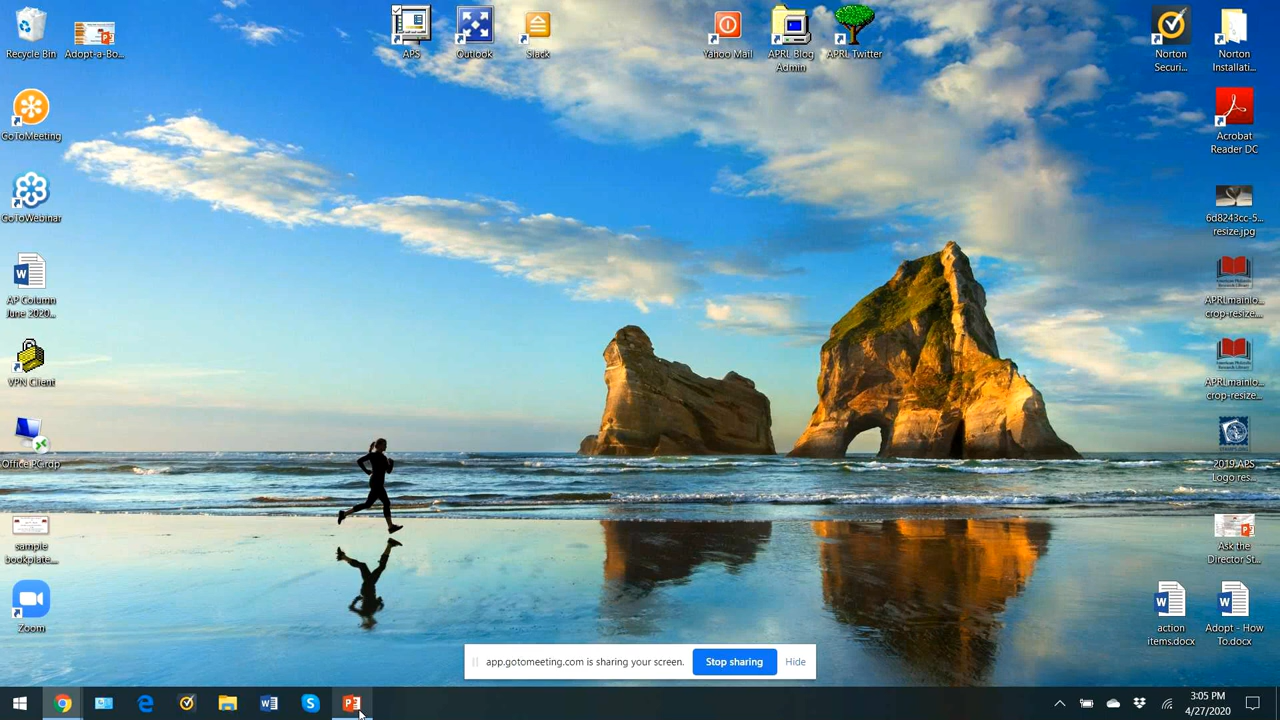 Recycle Bin
Adopt-a-Bo...
APS
Outlook
Slack
Yahoo Mail
APRL Blog
Admin
APRL Twitter
Norton
Securi...
Norton
Installati...
GoToMeeting
Acrobat
Reader DC
GoToWebinar
6d8243cc-5...
resize.jpg
AP Column
June 2020...
APRLmainlo...
crop-resize...
VPN Client
APRLmainlo...
crop-resize...
Office PCrdp
2019 APS
Logo res...
sample
bookplate...
Ask the
Director St...
Zoom
action
items.docx
Adopt - How
To.docx
app.gotomeeting.com is sharing your screen.
Stop sharing
Hide
3:05 PM
4/27/2020